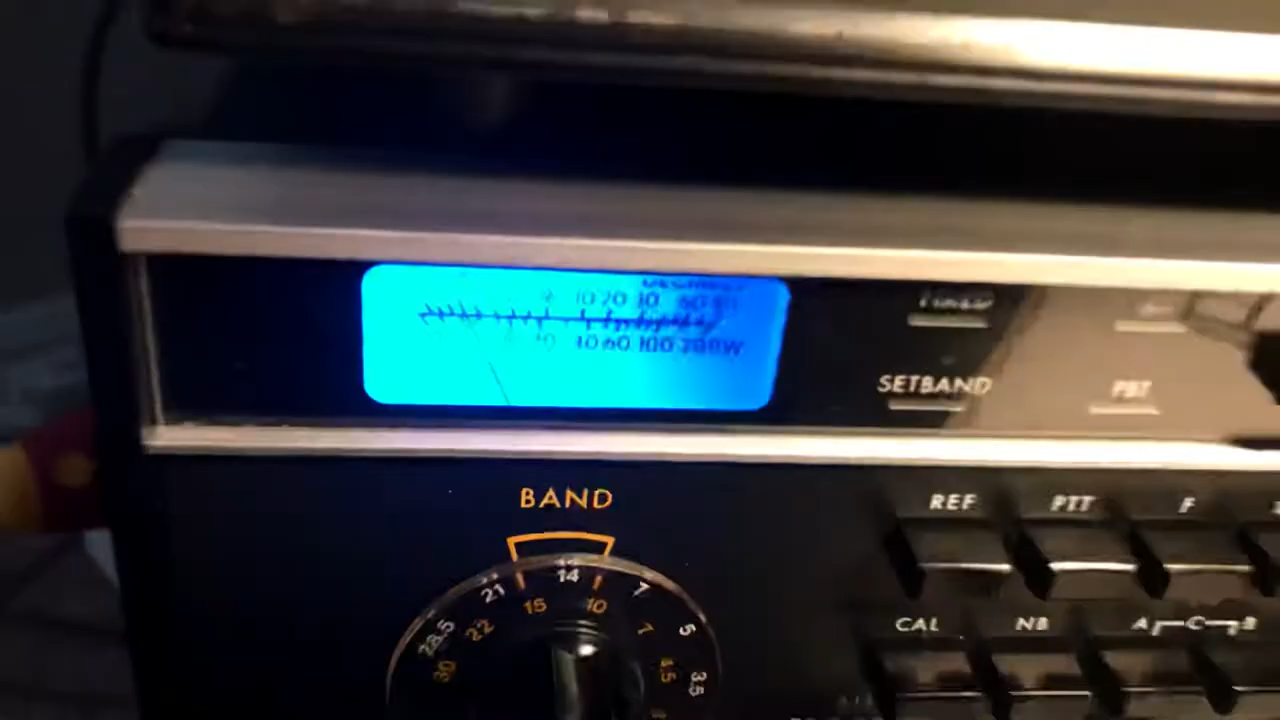 10 20 30
40 60 100 200W
SETBAND
PBT
BAND
REF PTT F
14
21 7
15 10
28.5 22 7 5
30 4.5 3.5
CAL NB A C B